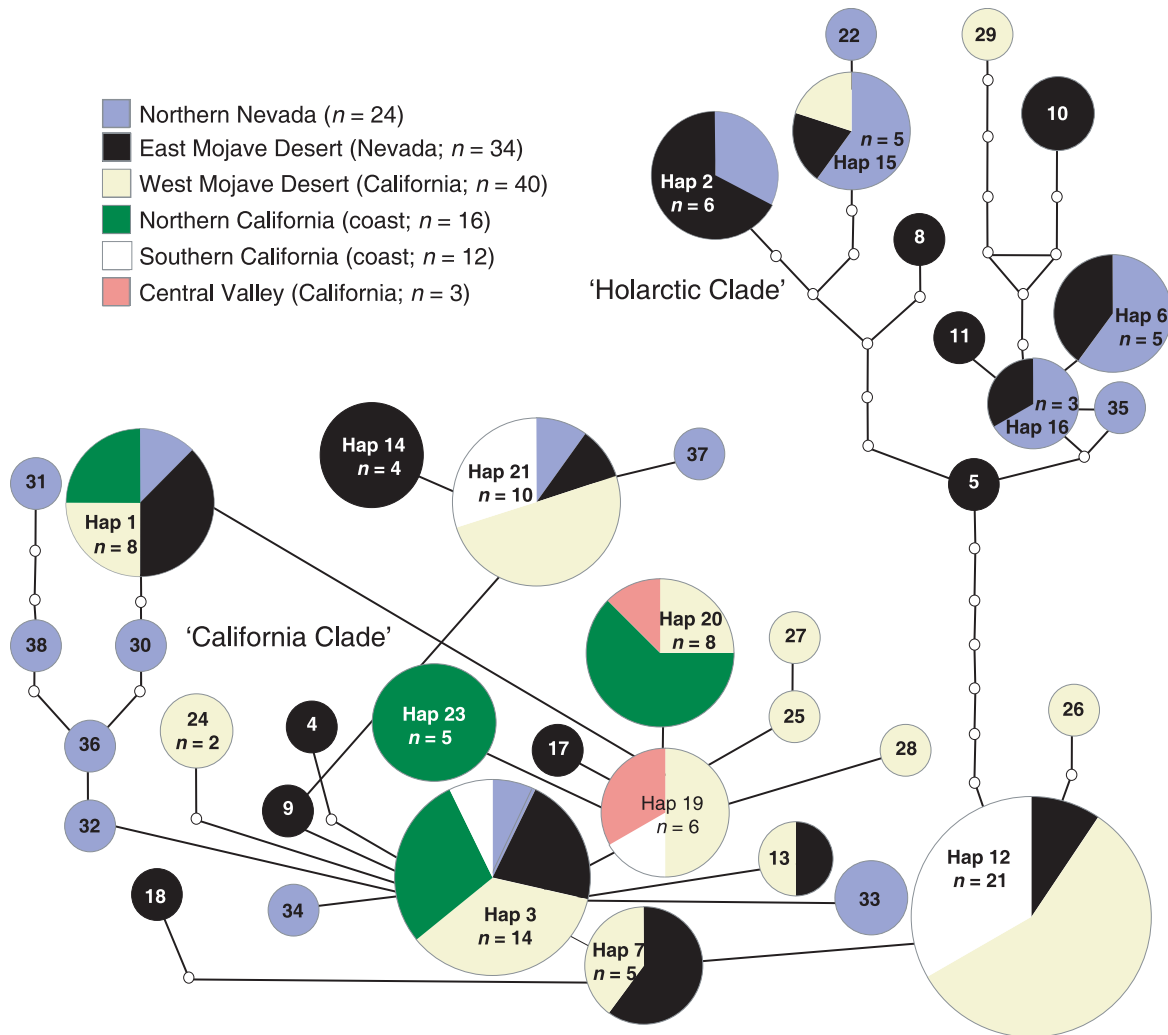 Northern Nevada (n = 24)
East Mojave Desert (Nevada; n = 34)
West Mojave Desert (California; n = 40)
Northern California (coast; n = 16)
Southern California (coast; n = 12)
Central Valley (California; n = 3)
22
29
10
n = 5
Hap 15
Hap 2
n = 6
8
'Holarctic Clade'
11
Hap 6
n = 5
n = 3
Hap 16
35
5
31
Hap 1
n = 8
Hap 14
n = 4
Hap 21
n = 10
37
38
30
'California Clade'
Hap 20
n = 8
27
25
26
28
36
24
n = 2
4
Hap 23
n = 5
17
32
9
Hap 19
n = 6
13
33
18
34
Hap 3
n = 14
Hap 7
n = 5
Hap 12
n = 21